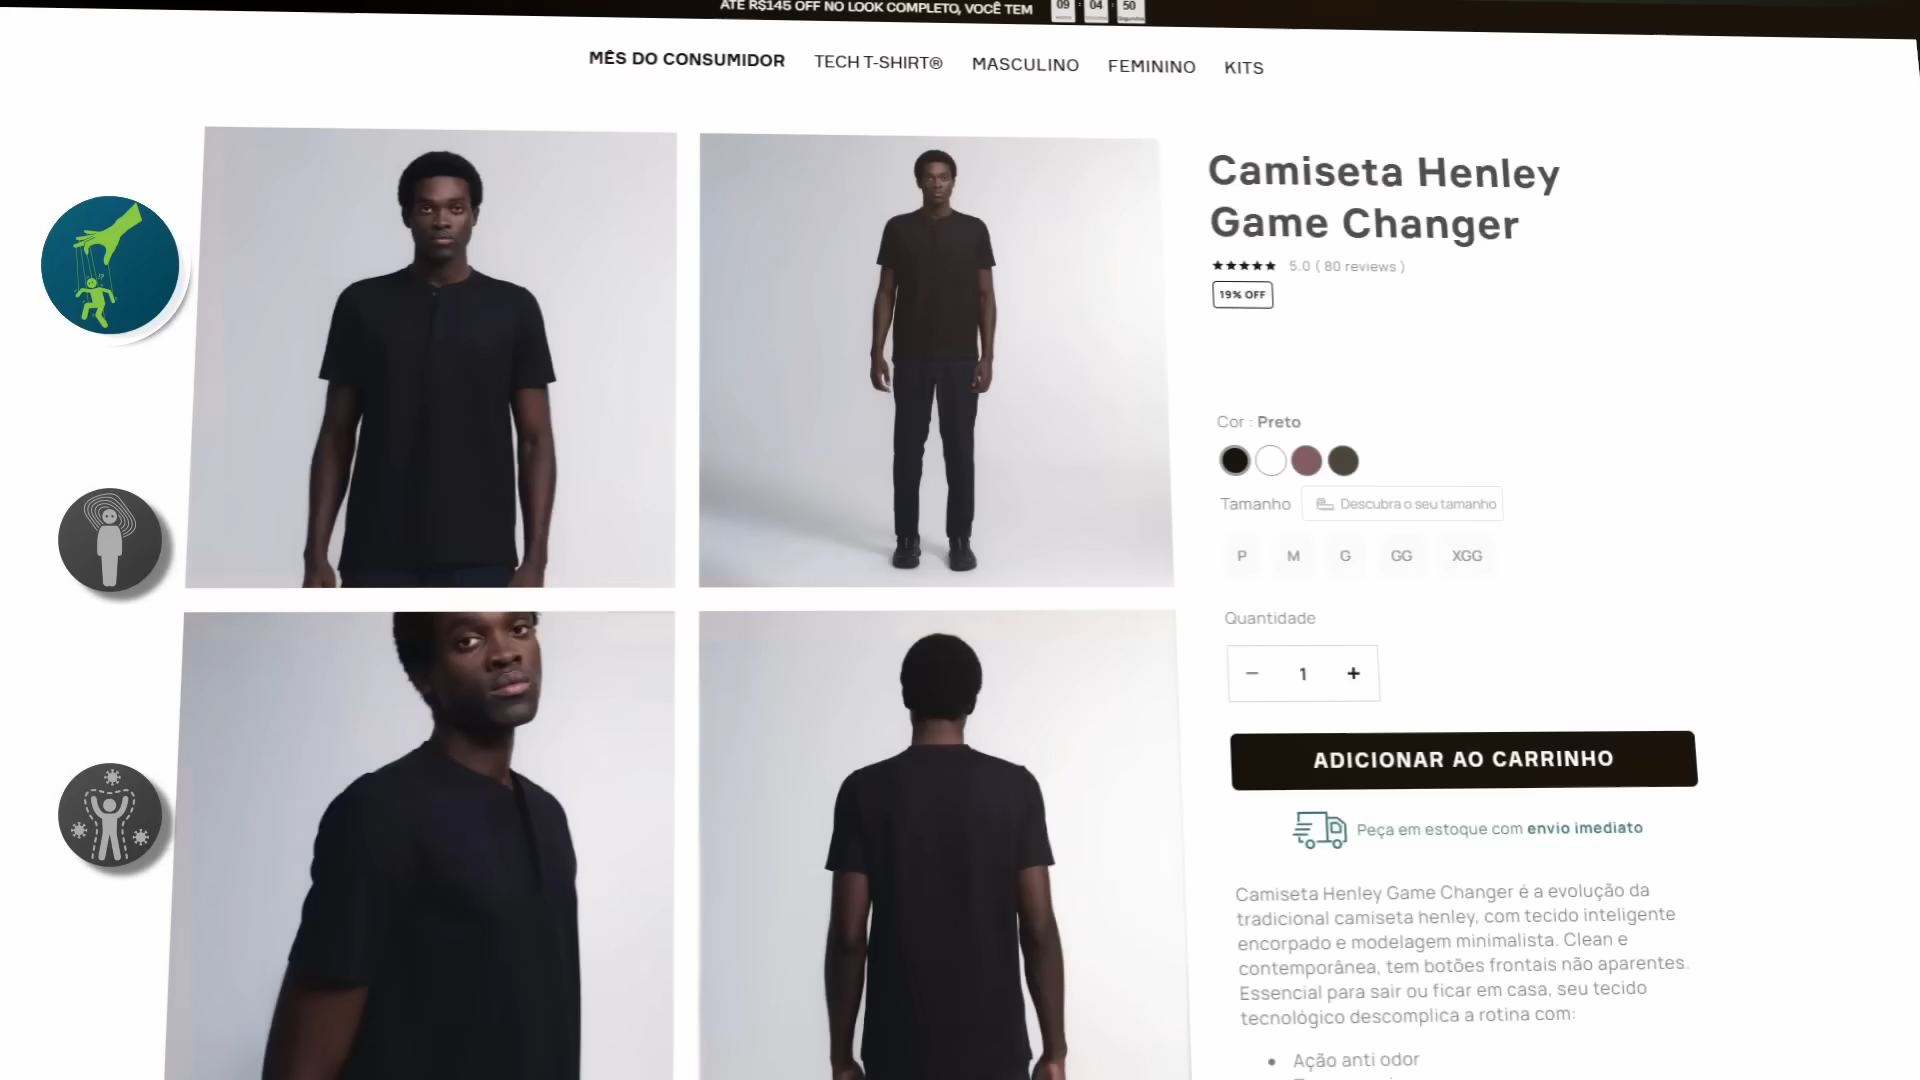 ATÉ R$145 OFF NO LOOK COMPLETO, VOCÊ TEM 09 : 04 : 50
MÊS DO CONSUMIDOR TECH T-SHIRT® MASCULINO FEMININO KITS
Camiseta Henley
Game Changer
★★★★★ 5.0 ( 80 reviews )
19% OFF
Cor : Preto
Tamanho Descubra o seu tamanho
P M G GG XGG
Quantidade
− 1 +
ADICIONAR AO CARRINHO
Peça em estoque com envio imediato
Camiseta Henley Game Changer é a evolução da
tradicional camiseta henley, com tecido inteligente
encorpado e modelagem minimalista. Clean e
contemporânea, tem botões frontais não aparentes.
Essencial para sair ou ficar em casa, seu tecido
tecnológico descomplica a rotina com:
• Ação anti odor